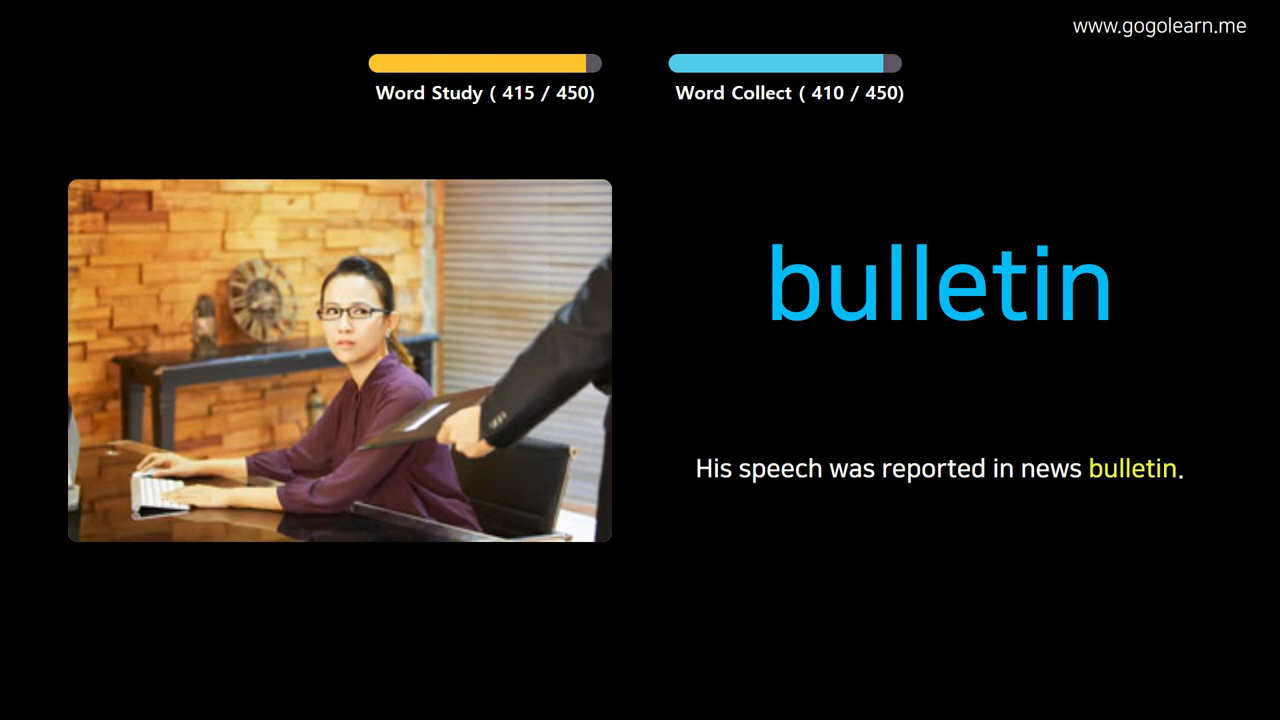 www.gogolearn.me
Word Study ( 415 / 450)
Word Collect ( 410 / 450)
bulletin
His speech was reported in news bulletin.